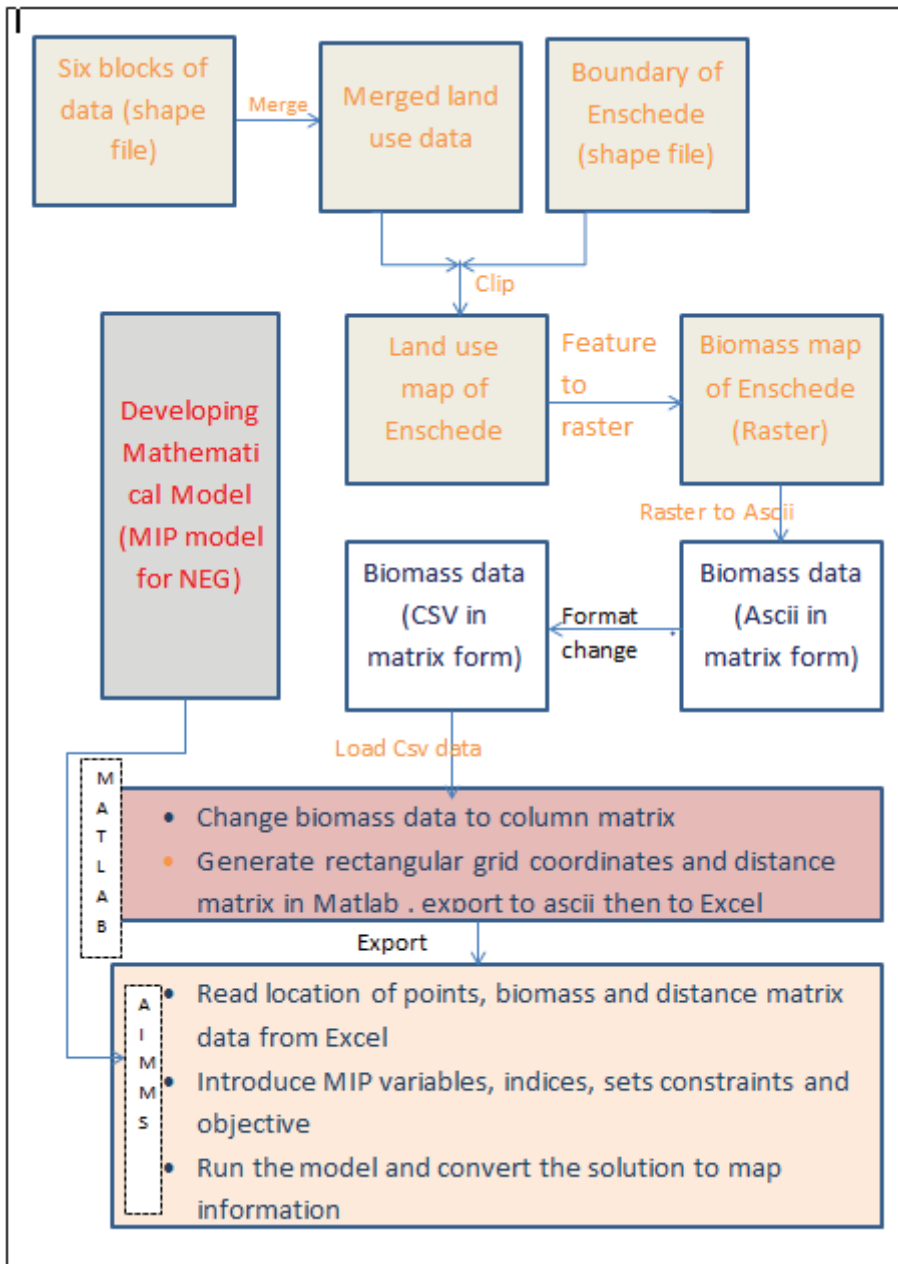 Six blocks of
data (shape
file)
Merge
Merged land
use data
Boundary of
Enschede
(shape file)
Clip
Land use
map of
Enschede
Feature
to
raster
Biomass map
of Enschede
(Raster)
Developing
Mathemati
cal Model
(MIP model
for NEG)
Raster to Ascii
Biomass data
(CSV in
matrix form)
Format
change
Biomass data
(Ascii in
matrix form)
Load Csv data
M
A
T
L
A
B
• Change biomass data to column matrix
• Generate rectangular grid coordinates and distance
matrix in Matlab , export to ascii then to Excel
Export
A
I
M
M
S
• Read location of points, biomass and distance matrix
data from Excel
• Introduce MIP variables, indices, sets constraints and
objective
• Run the model and convert the solution to map
information